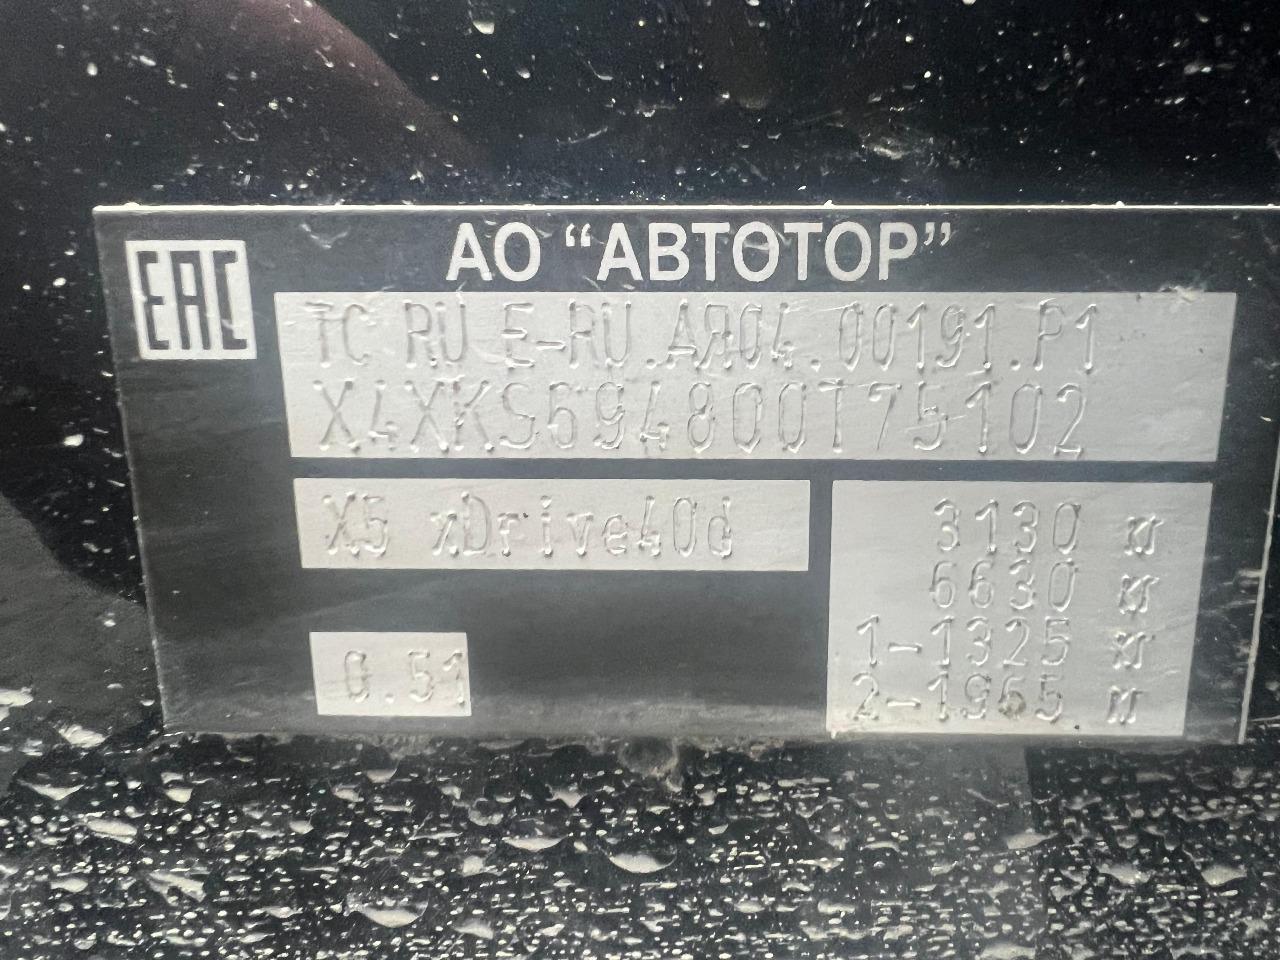 EAC
АО “АВТОТОР”
ТС RU E-RU.АЯ04.00191.P1
X4XKS694800T75102
X5 xDrive40d
3130 кг
6630 кг
1-1325 кг
0.51
2-1965 кг